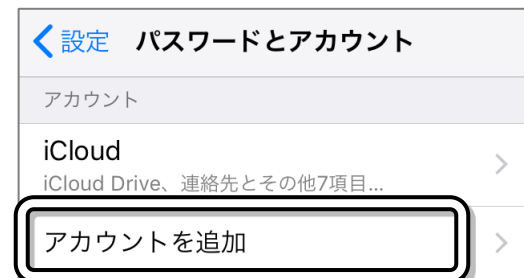 設定 パスワードとアカウント
アカウント
iCloud
iCloud Drive、連絡先とその他7項目...
アカウントを追加